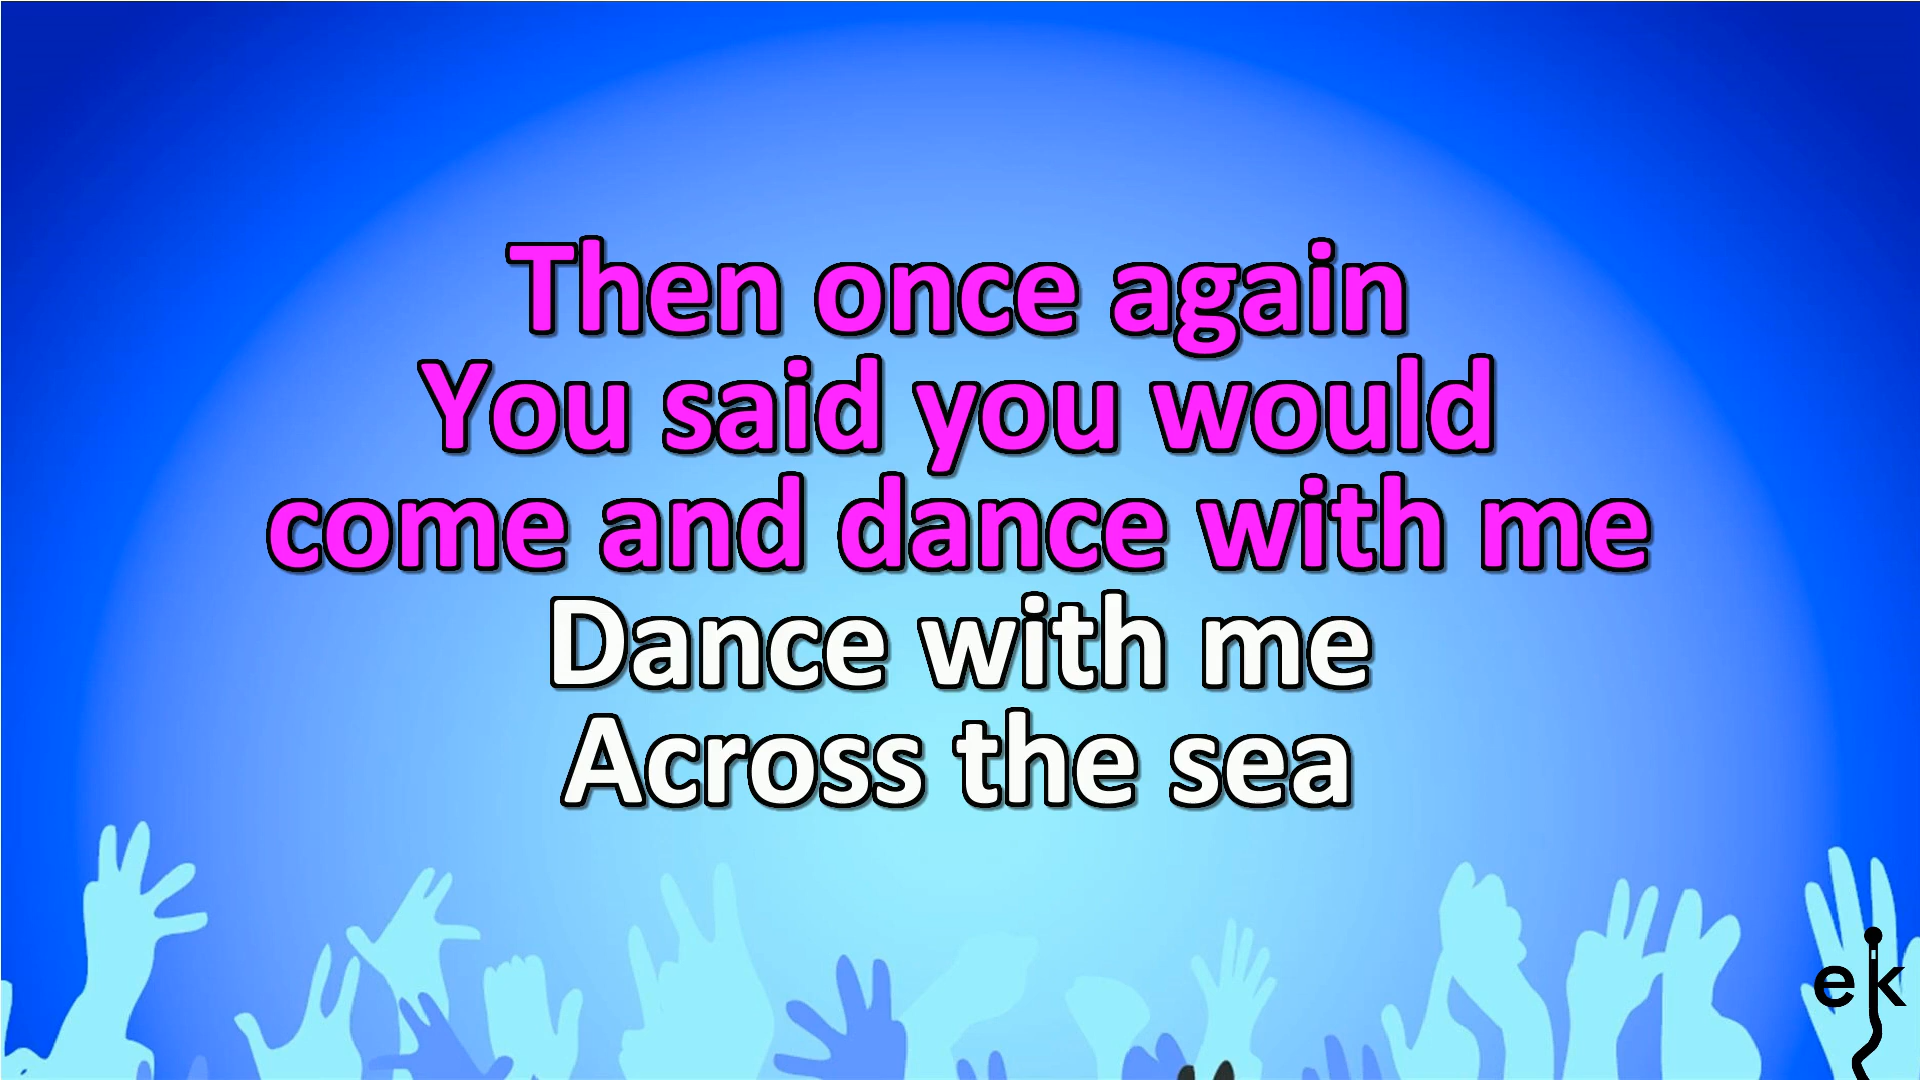 Then once again
You said you would
come and dance with me
Dance with me
Across the sea
ek